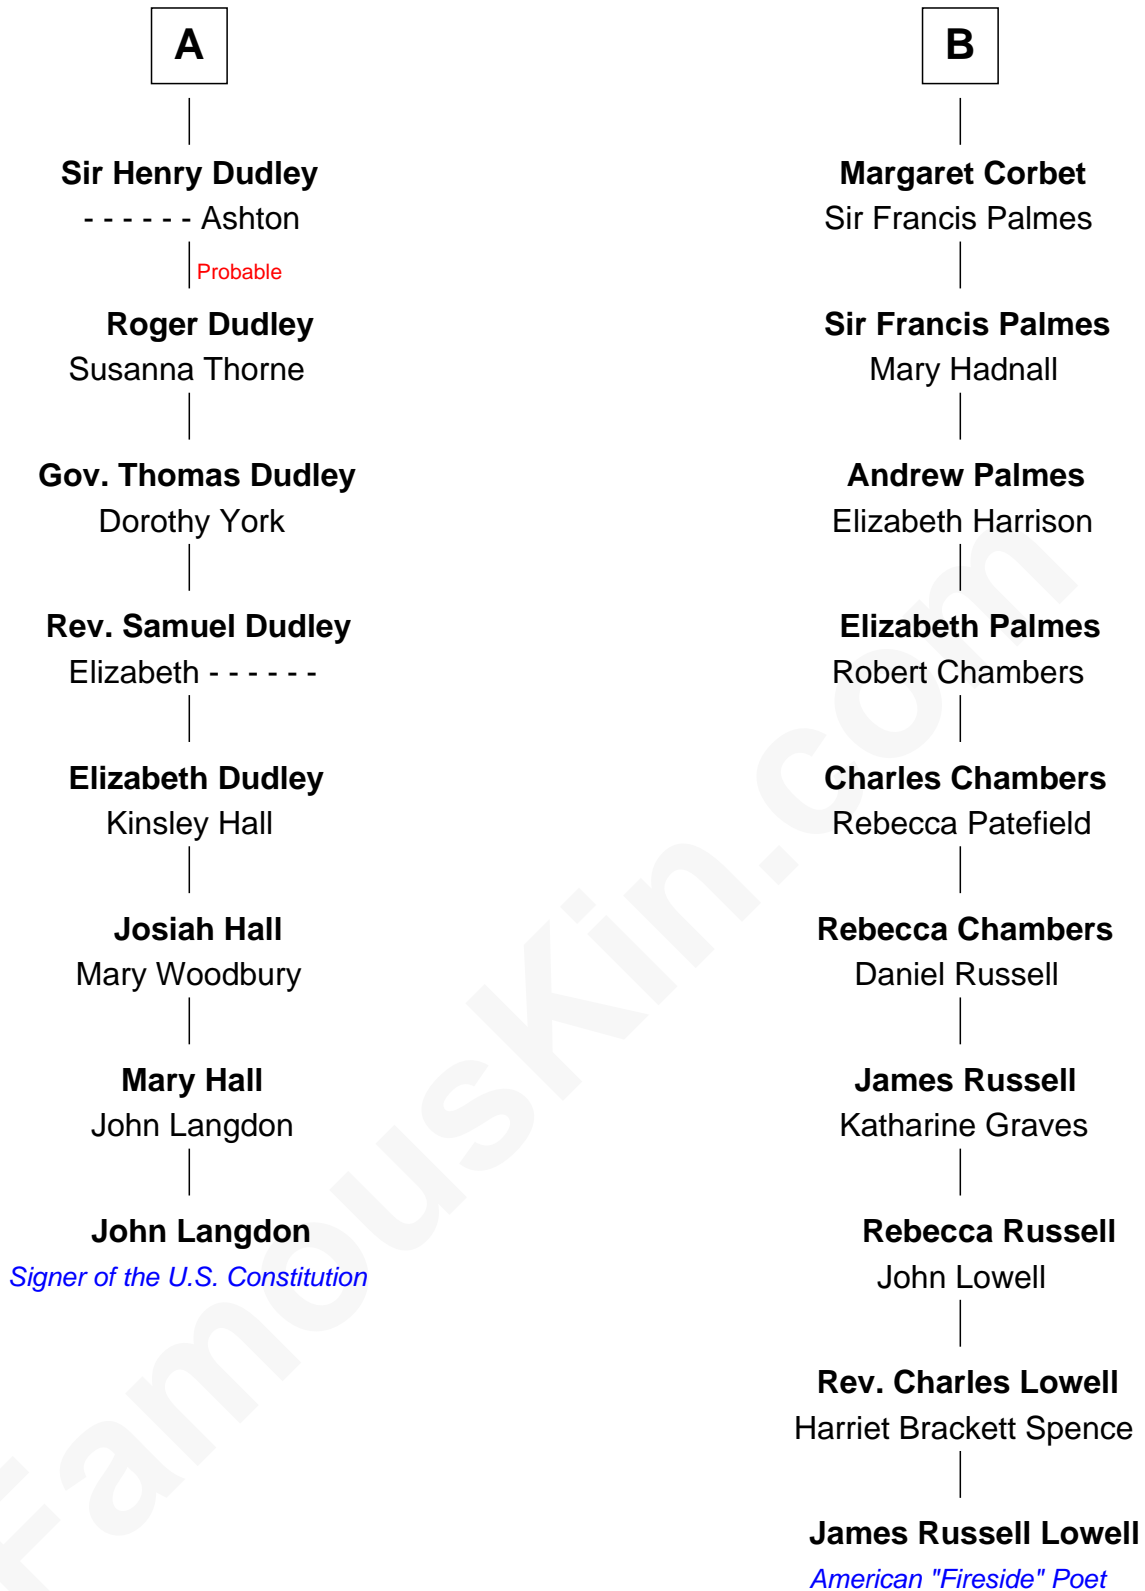 A
Sir Henry Dudley
- - - - - - Ashton
Probable
Roger Dudley
Susanna Thorne
Gov. Thomas Dudley
Dorothy York
Rev. Samuel Dudley
Elizabeth - - - - - -
Elizabeth Dudley
Kinsley Hall
Josiah Hall
Mary Woodbury
Mary Hall
John Langdon
John Langdon
Signer of the U.S. Constitution
B
Margaret Corbet
Sir Francis Palmes
Sir Francis Palmes
Mary Hadnall
Andrew Palmes
Elizabeth Harrison
Elizabeth Palmes
Robert Chambers
Charles Chambers
Rebecca Patefield
Rebecca Chambers
Daniel Russell
James Russell
Katharine Graves
Rebecca Russell
John Lowell
Rev. Charles Lowell
Harriet Brackett Spence
James Russell Lowell
American "Fireside" Poet
FamousKin.com